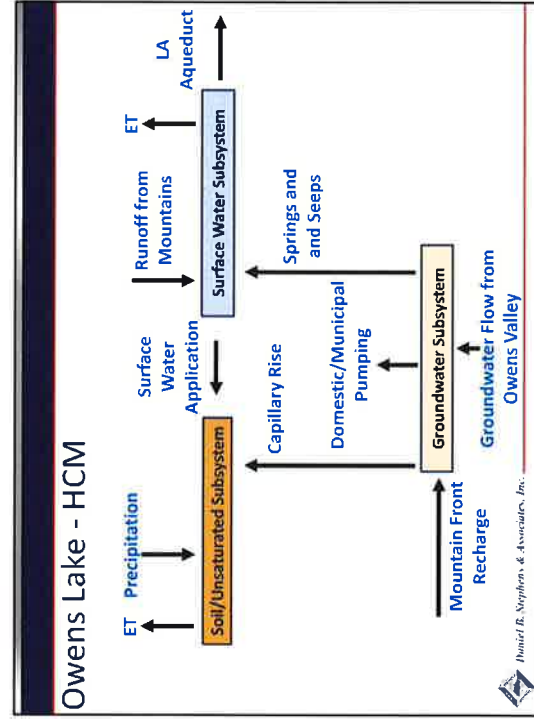 Owens Lake - HCM
ET
Precipitation
Runoff from
Mountains
ET
LA
Aqueduct
Surface
Water
Application
Soil/Unsaturated Subsystem
Surface Water Subsystem
Capillary Rise
Springs
and Seeps
Domestic/Municipal
Pumping
Groundwater Subsystem
Mountain Front
Recharge
Groundwater Flow from
Owens Valley
Daniel B. Stephens & Associates, Inc.